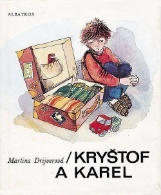 ALBATROS
Martina Drijverová / KRYŠTOF
A KAREL